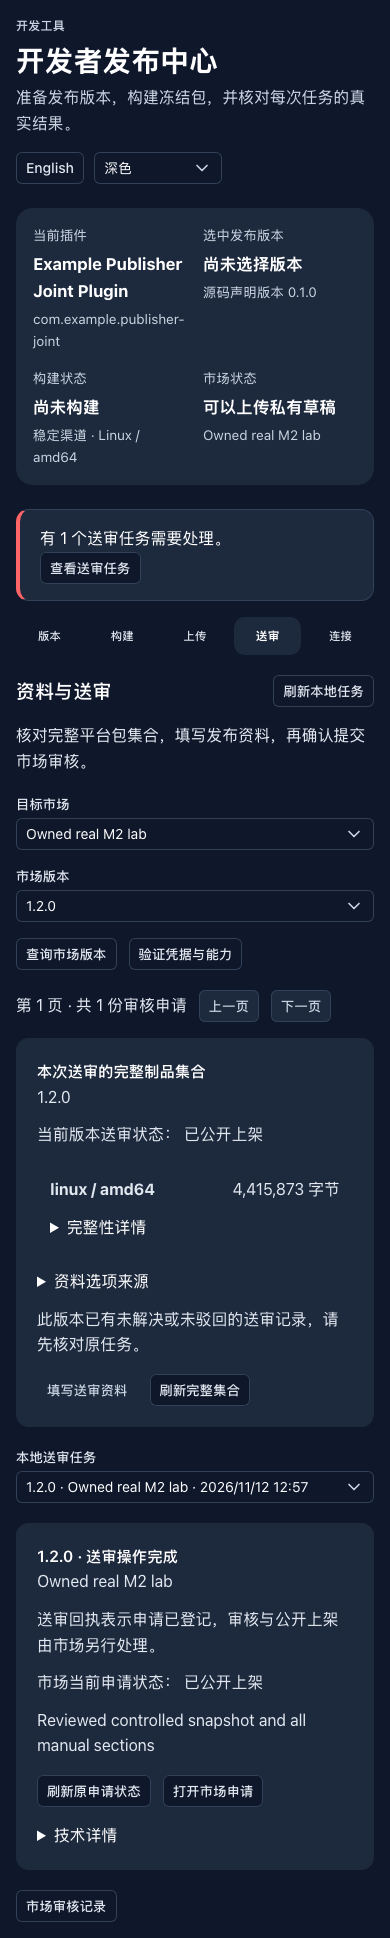 开发工具
开发者发布中心
准备发布版本，构建冻结包，并核对每次任务的真
实结果。
English
深色
当前插件
Example Publisher
Joint Plugin
com.example.publisher-
joint
选中发布版本
尚未选择版本
源码声明版本 0.1.0
构建状态
尚未构建
稳定渠道 · Linux /
amd64
市场状态
可以上传私有草稿
Owned real M2 lab
有 1 个送审任务需要处理。
查看送审任务
版本 构建 上传 送审 连接
资料与送审
刷新本地任务
核对完整平台包集合，填写发布资料，再确认提交
市场审核。
目标市场
Owned real M2 lab
市场版本
1.2.0
查询市场版本 验证凭据与能力
第 1 页 · 共 1 份审核申请 上一页 下一页
本次送审的完整制品集合
1.2.0
当前版本送审状态： 已公开上架
linux / amd64 4,415,873 字节
完整性详情
资料选项来源
此版本已有未解决或未驳回的送审记录，请
先核对原任务。
填写送审资料 刷新完整集合
本地送审任务
1.2.0 · Owned real M2 lab · 2026/11/12 12:57
1.2.0 · 送审操作完成
Owned real M2 lab
送审回执表示申请已登记，审核与公开上架
由市场另行处理。
市场当前申请状态： 已公开上架
Reviewed controlled snapshot and all
manual sections
刷新原申请状态 打开市场申请
技术详情
市场审核记录